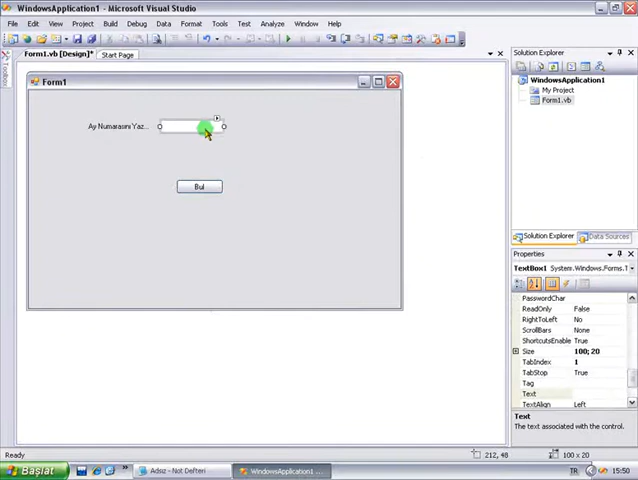 WindowsApplication1 - Microsoft Visual Studio
File Edit View Project Build Debug Data Format Tools Test Analyze Window Help
Form1.vb [Design]* Start Page
Toolbox
Form1
Ay Numarasını Yaz...
Bul
Solution Explorer
WindowsApplication1
My Project
Form1.vb
Solution Explorer Data Sources
Properties
TextBox1 System.Windows.Forms.T
PasswordChar
ReadOnly False
RightToLeft No
ScrollBars None
ShortcutsEnable True
Size 100; 20
TabIndex 1
TabStop True
Tag
Text
TextAlign Left
Text
The text associated with the control.
Ready 212, 48 100 x 20
Başlat Adsız - Not Defteri WindowsApplication1 ... TR 15:50